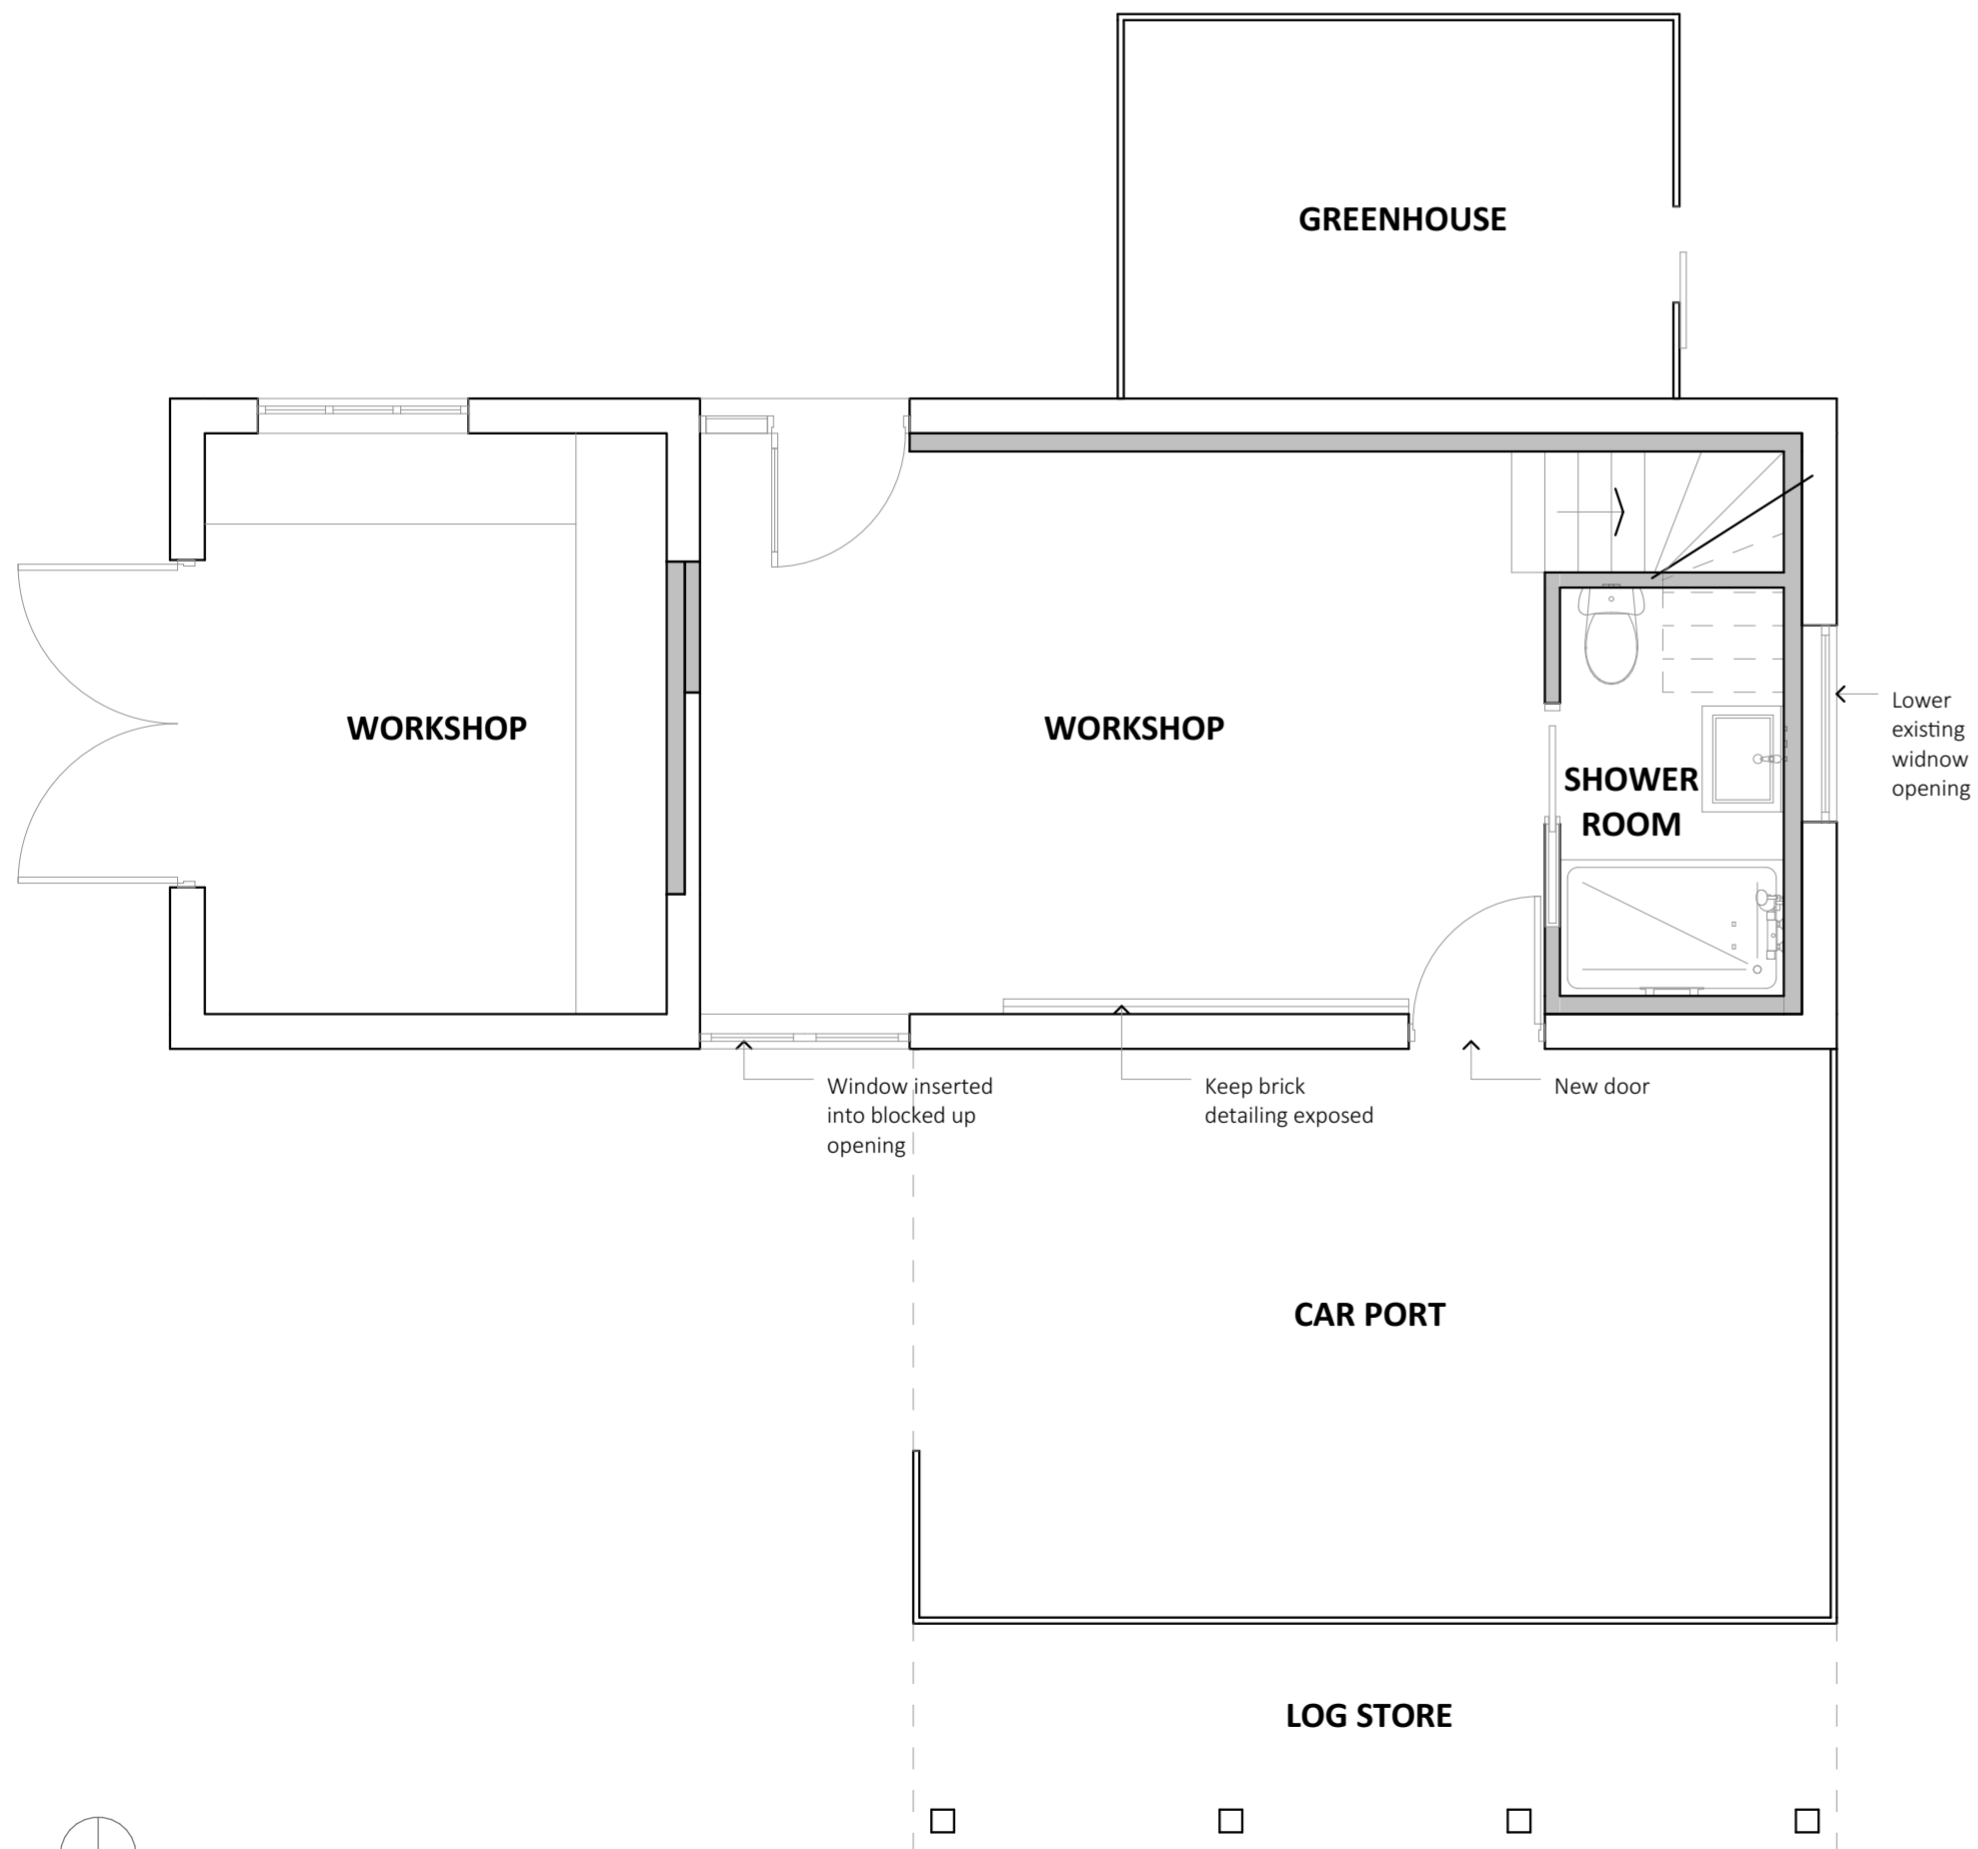 GREENHOUSE
WORKSHOP
WORKSHOP
SHOWER
ROOM
Lower
existing
widnow
opening
Window inserted
into blocked up
opening
Keep brick
detailing exposed
New door
CAR PORT
LOG STORE